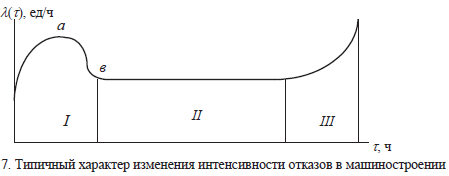 λ(τ), ед/ч
а
в
I
II
III
τ, ч
7. Типичный характер изменения интенсивности отказов в машиностроении